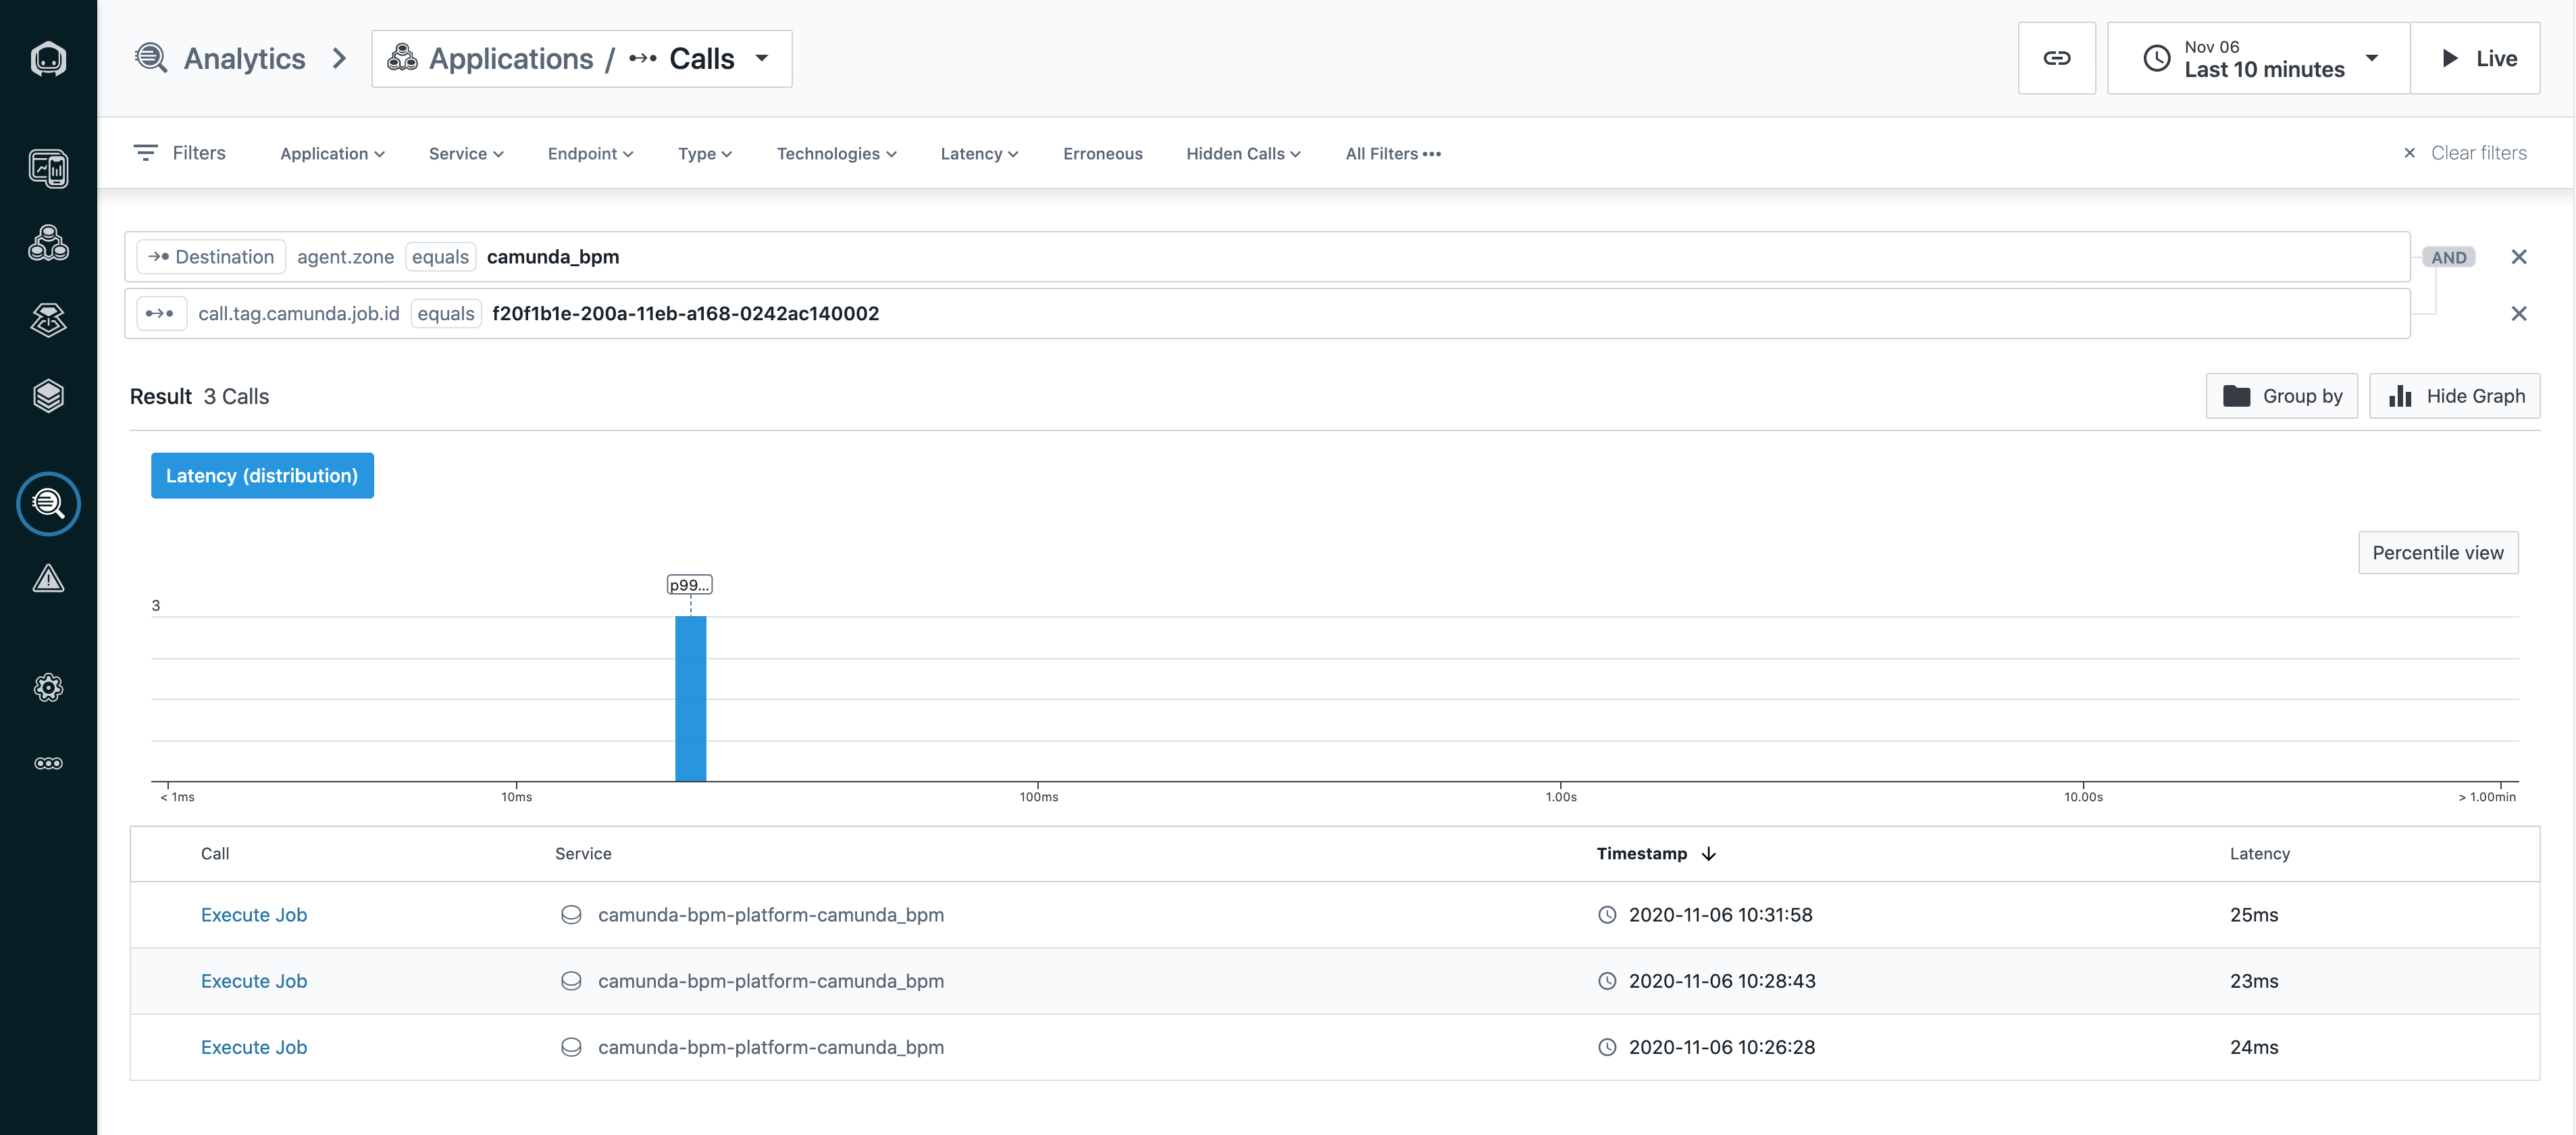 Analytics
Applications / Calls
Nov 06
Last 10 minutes
Live
Filters Application Service Endpoint Type Technologies Latency Erroneous Hidden Calls All Filters ••• × Clear filters
Destination agent.zone equals camunda_bpm AND
call.tag.camunda.job.id equals f20f1b1e-200a-11eb-a168-0242ac140002
Result 3 Calls Group by Hide Graph
Latency (distribution)
Percentile view
p99...
3
< 1ms 10ms 100ms 1.00s 10.00s > 1.00min
Call Service Timestamp Latency
Execute Job camunda-bpm-platform-camunda_bpm 2020-11-06 10:31:58 25ms
Execute Job camunda-bpm-platform-camunda_bpm 2020-11-06 10:28:43 23ms
Execute Job camunda-bpm-platform-camunda_bpm 2020-11-06 10:26:28 24ms